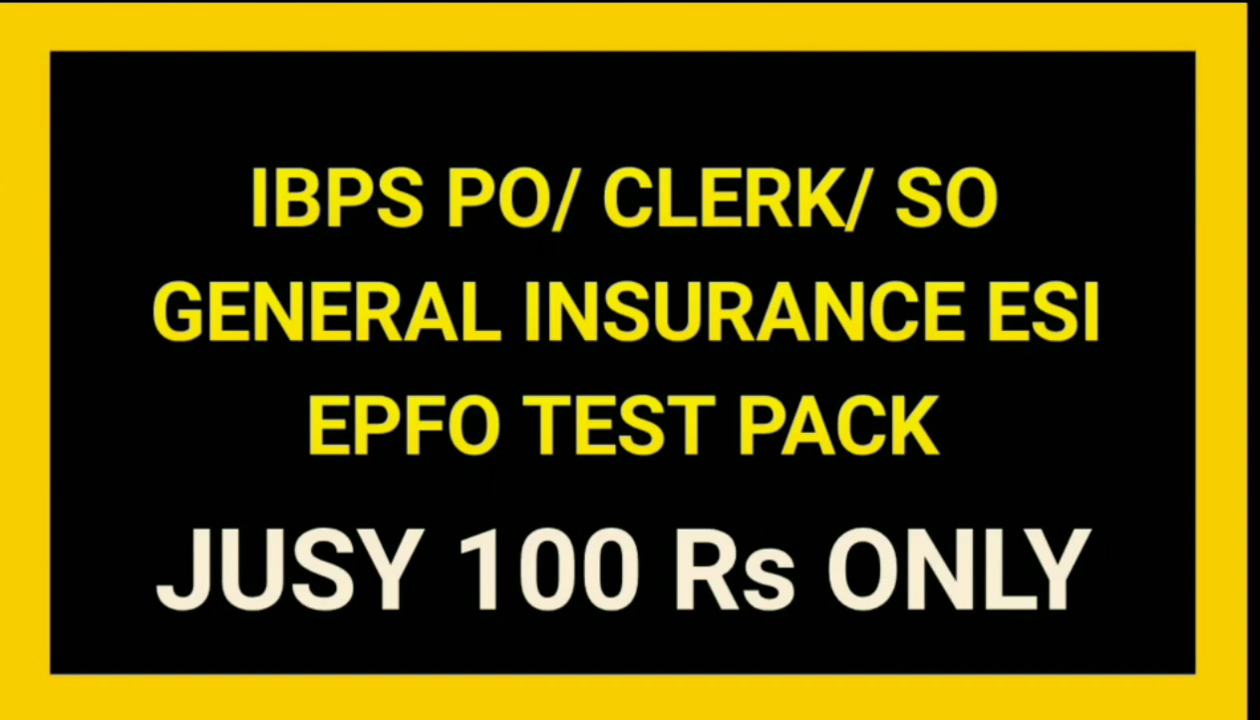 IBPS PO/ CLERK/ SO
GENERAL INSURANCE ESI
EPFO TEST PACK
JUSY 100 Rs ONLY